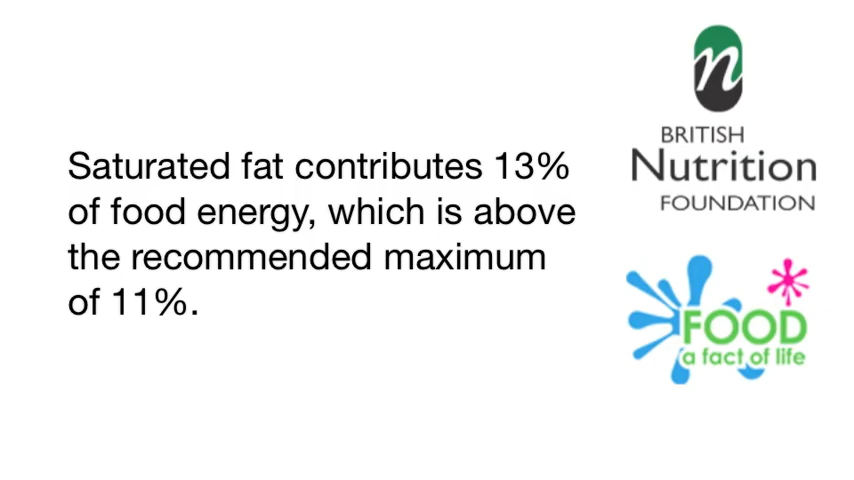 Saturated fat contributes 13%
of food energy, which is above
the recommended maximum
of 11%.
n
BRITISH
Nutrition
FOUNDATION
FOOD
a fact of life